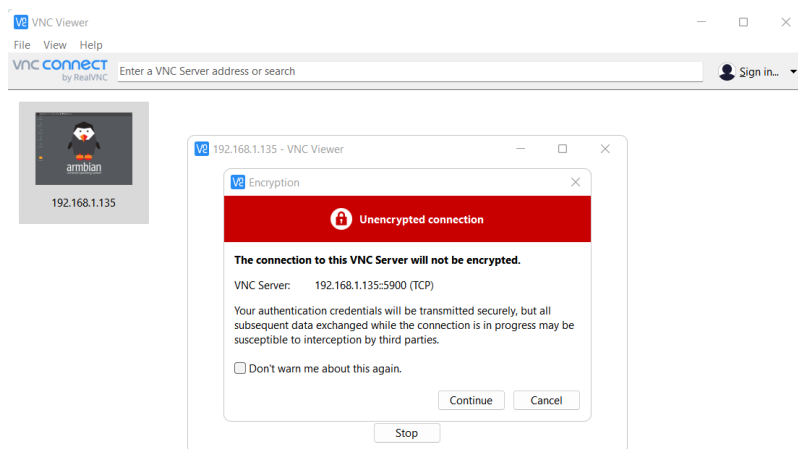 VNC Viewer
File View Help
VNC CONNECT
by RealVNC
Enter a VNC Server address or search
Sign in...
armbian
192.168.1.135
192.168.1.135 - VNC Viewer
Encryption
Unencrypted connection
The connection to this VNC Server will not be encrypted.
VNC Server: 192.168.1.135::5900 (TCP)
Your authentication credentials will be transmitted securely, but all
subsequent data exchanged while the connection is in progress may be
susceptible to interception by third parties.
Don't warn me about this again.
Continue Cancel
Stop